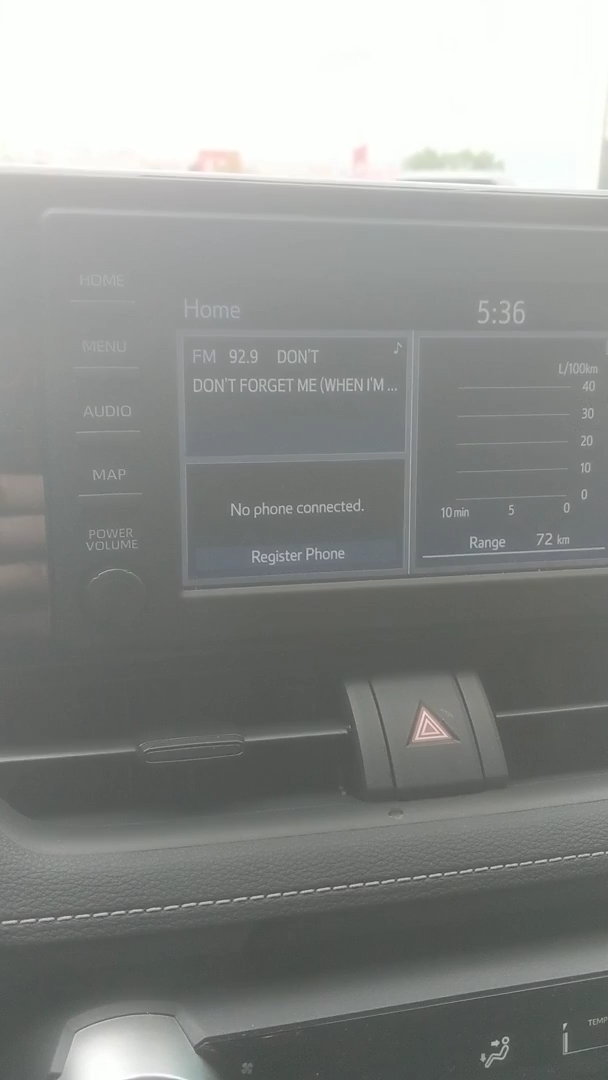 HOME
MENU
AUDIO
MAP
POWER
VOLUME
Home
5:36
FM 92.9 DON'T
DON'T FORGET ME (WHEN I'M ...
No phone connected.
Register Phone
L/100km
40
30
20
10
0
10 min 5 0
Range 72 km
TEMP